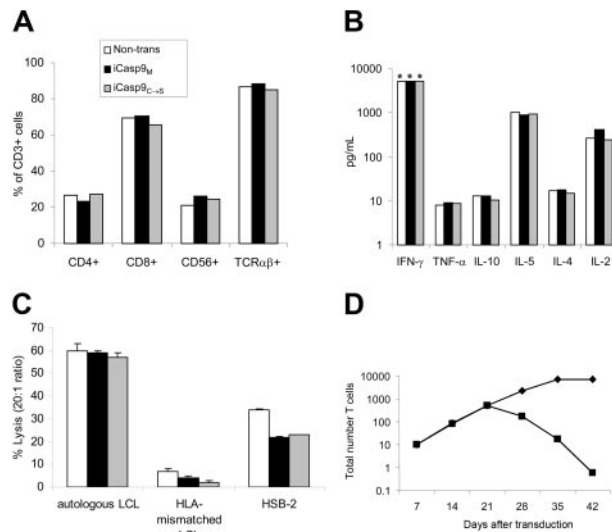 A
Non-trans
iCasp9M
iCasp9C→S
% of CD3+ cells
100
80
60
40
20
0
CD4+ CD8+ CD56+ TCRαβ+
B
pg/mL
10000
1000
100
10
1
* * *
IFN-γ TNF-α IL-10 IL-5 IL-4 IL-2
C
% Lysis (20:1 ratio)
70
60
50
40
30
20
10
0
autologous LCL HLA- HSB-2
mismatched
D
Total number T cells
10000
1000
100
10
1
0.1
7 14 21 28 35 42
Days after transduction